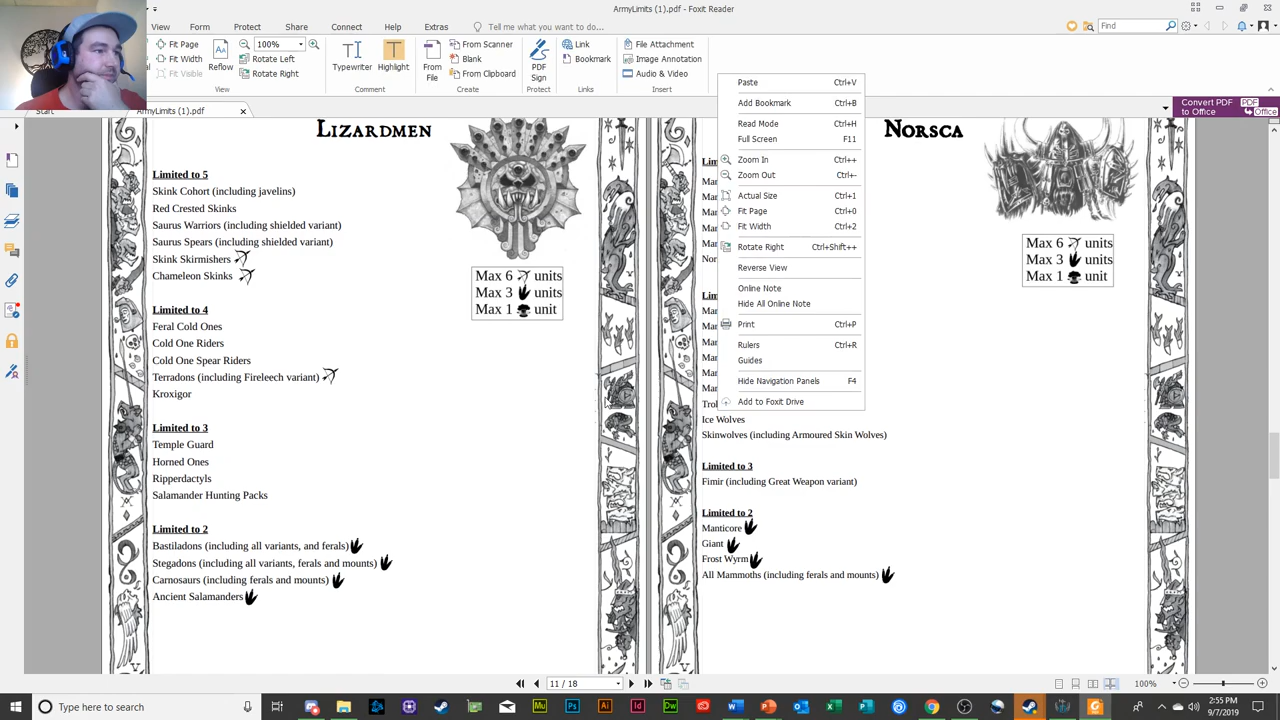 ArmyLimits (1).pdf - Foxit Reader
View Form Protect Share Connect Help Extras Tell me what you want to do... Find
Fit Page
Fit Width
Fit Visible
Reflow
100%
Rotate Left
Rotate Right
View
Typewriter
Highlight
Comment
From File
From Scanner
Blank
From Clipboard
Create
PDF Sign
Protect
Link
Bookmark
Links
File Attachment
Image Annotation
Audio & Video
Insert
Start
ArmyLimits (1).pdf
Convert PDF to Office
PDF
Office
Lizardmen
Limited to 5
Skink Cohort (including javelins)
Red Crested Skinks
Saurus Warriors (including shielded variant)
Saurus Spears (including shielded variant)
Skink Skirmishers
Chameleon Skinks
Max 6 units
Max 3 units
Max 1 unit
Limited to 4
Feral Cold Ones
Cold One Riders
Cold One Spear Riders
Terradons (including Fireleech variant)
Kroxigor
Limited to 3
Temple Guard
Horned Ones
Ripperdactyls
Salamander Hunting Packs
Limited to 2
Bastiladons (including all variants, and ferals)
Stegadons (including all variants, ferals and mounts)
Carnosaurs (including ferals and mounts)
Ancient Salamanders
Norsca
Max 6 units
Max 3 units
Max 1 unit
Ice Wolves
Skinwolves (including Armoured Skin Wolves)
Limited to 3
Fimir (including Great Weapon variant)
Limited to 2
Manticore
Giant
Frost Wyrm
All Mammoths (including ferals and mounts)
Paste Ctrl+V
Add Bookmark Ctrl+B
Read Mode Ctrl+H
Full Screen F11
Zoom In Ctrl++
Zoom Out Ctrl+-
Actual Size Ctrl+1
Fit Page Ctrl+0
Fit Width Ctrl+2
Rotate Right Ctrl+Shift++
Reverse View
Online Note
Hide All Online Note
Print Ctrl+P
Rulers Ctrl+R
Guides
Hide Navigation Panels F4
Add to Foxit Drive
11 / 18
100%
Type here to search
2:55 PM
9/7/2019